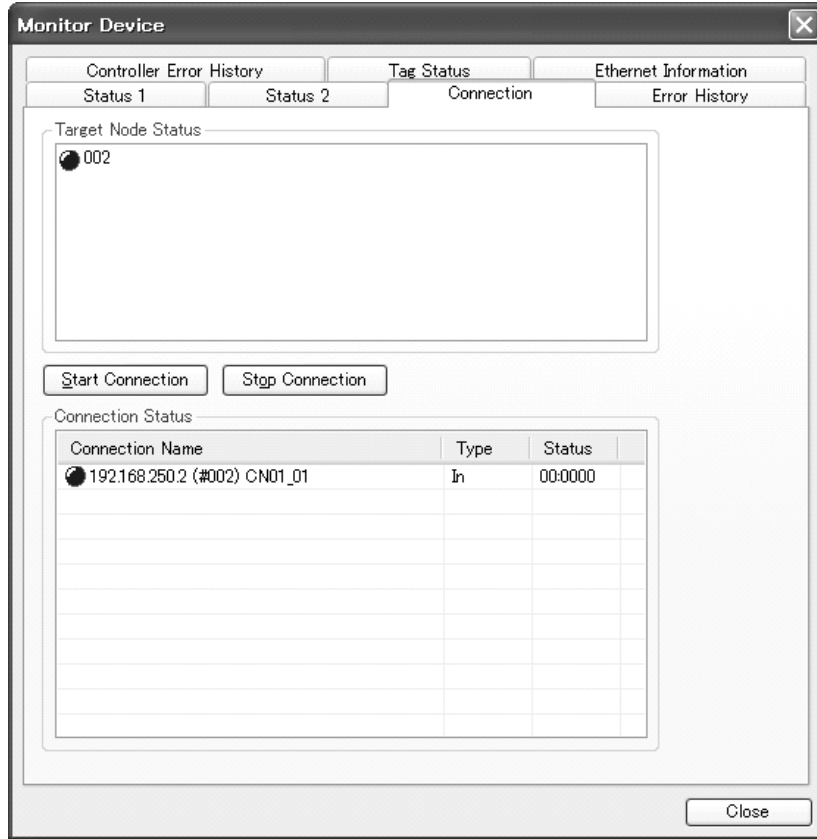 Monitor Device
Controller Error History Tag Status Ethernet Information
Status 1 Status 2 Connection Error History
Target Node Status
002
Start Connection Stop Connection
Connection Status
Connection Name Type Status
192.168.250.2 (#002) CN01_01 In 00:0000
Close